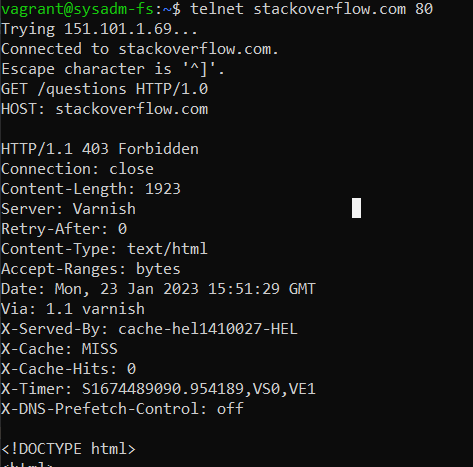 vagrant@sysadm-fs:~$ telnet stackoverflow.com 80
Trying 151.101.1.69...
Connected to stackoverflow.com.
Escape character is '^]'.
GET /questions HTTP/1.0
HOST: stackoverflow.com

HTTP/1.1 403 Forbidden
Connection: close
Content-Length: 1923
Server: Varnish
Retry-After: 0
Content-Type: text/html
Accept-Ranges: bytes
Date: Mon, 23 Jan 2023 15:51:29 GMT
Via: 1.1 varnish
X-Served-By: cache-hel1410027-HEL
X-Cache: MISS
X-Cache-Hits: 0
X-Timer: S1674489090.954189,VS0,VE1
X-DNS-Prefetch-Control: off

<!DOCTYPE html>
<html>